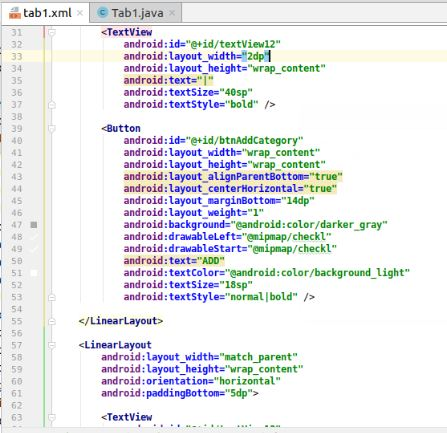 tab1.xml × Tab1.java ×
31 <TextView
32 android:id="@+id/textView12"
33 android:layout_width="2dp"
34 android:layout_height="wrap_content"
35 android:text="|"
36 android:textSize="40sp"
37 android:textStyle="bold" />
38
39 <Button
40 android:id="@+id/btnAddCategory"
41 android:layout_width="wrap_content"
42 android:layout_height="wrap_content"
43 android:layout_alignParentBottom="true"
44 android:layout_centerHorizontal="true"
45 android:layout_marginBottom="14dp"
46 android:layout_weight="1"
47 android:background="@android:color/darker_gray"
48 android:drawableLeft="@mipmap/checkl"
49 android:drawableStart="@mipmap/checkl"
50 android:text="ADD"
51 android:textColor="@android:color/background_light"
52 android:textSize="18sp"
53 android:textStyle="normal|bold" />
54
55 </LinearLayout>
56
57 <LinearLayout
58 android:layout_width="match_parent"
59 android:layout_height="wrap_content"
60 android:orientation="horizontal"
61 android:paddingBottom="5dp">
62
63 <TextView